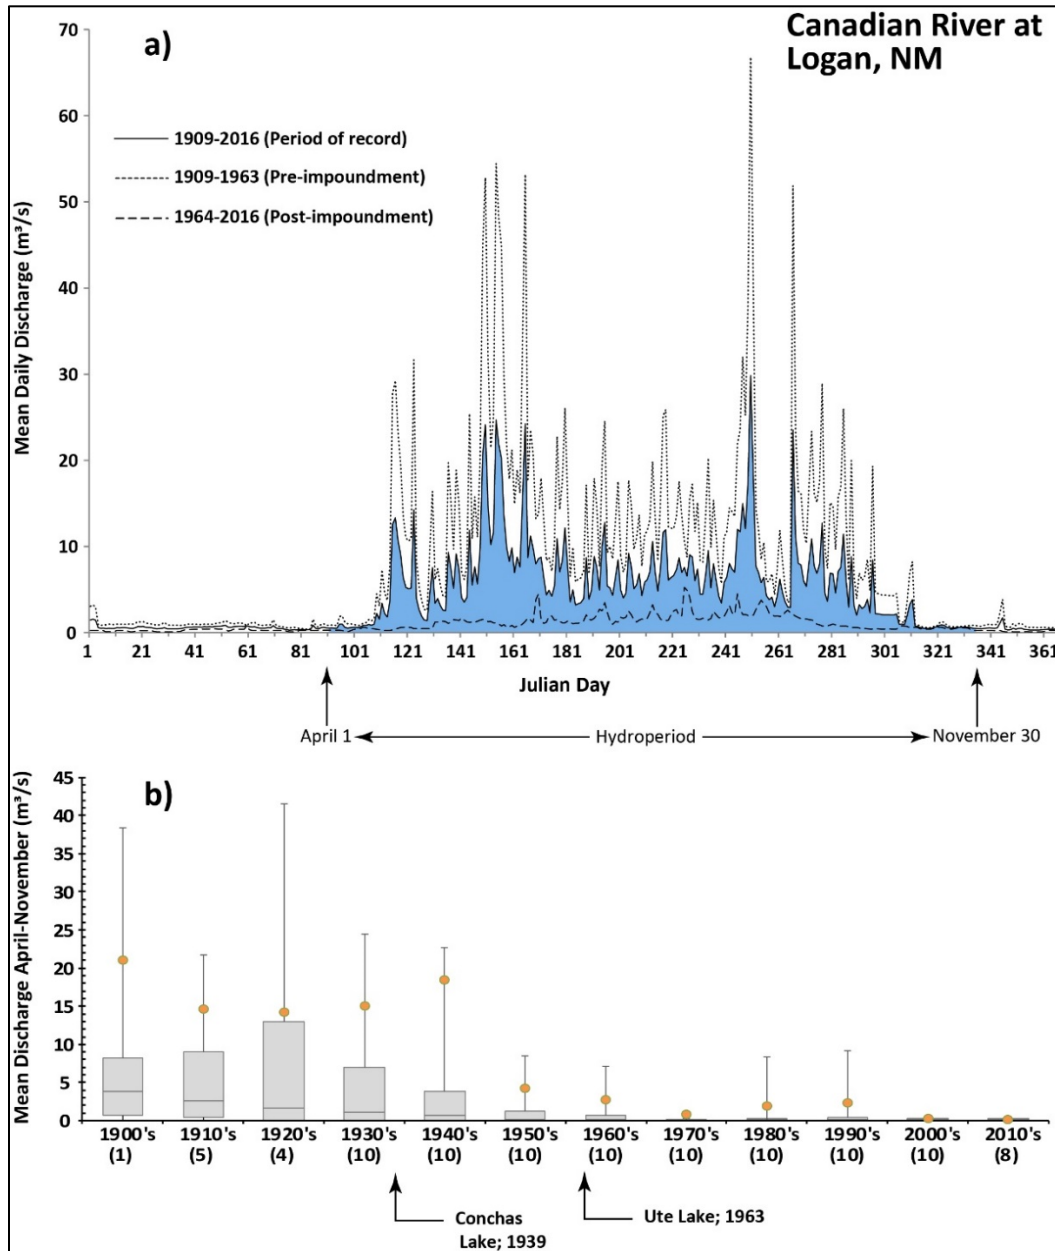 Canadian River at
Logan, NM
a)
70
60
50
40
30
20
10
0
Mean Daily Discharge (m³/s)
1909-2016 (Period of record)
1909-1963 (Pre-impoundment)
1964-2016 (Post-impoundment)
1 21 41 61 81 101 121 141 161 181 201 221 241 261 281 301 321 341 361
Julian Day
April 1 Hydroperiod November 30
b)
45
40
35
30
25
20
15
10
5
0
Mean Discharge April-November (m³/s)
1900's 1910's 1920's 1930's 1940's 1950's 1960's 1970's 1980's 1990's 2000's 2010's
(1) (5) (4) (10) (10) (10) (10) (10) (10) (10) (10) (8)
Conchas
Lake; 1939
Ute Lake; 1963